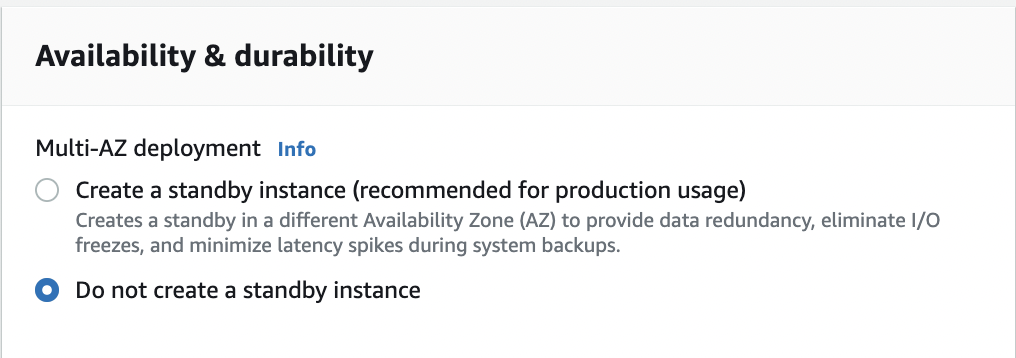 Availability & durability
Multi-AZ deployment Info
Create a standby instance (recommended for production usage)
Creates a standby in a different Availability Zone (AZ) to provide data redundancy, eliminate I/O
freezes, and minimize latency spikes during system backups.
Do not create a standby instance